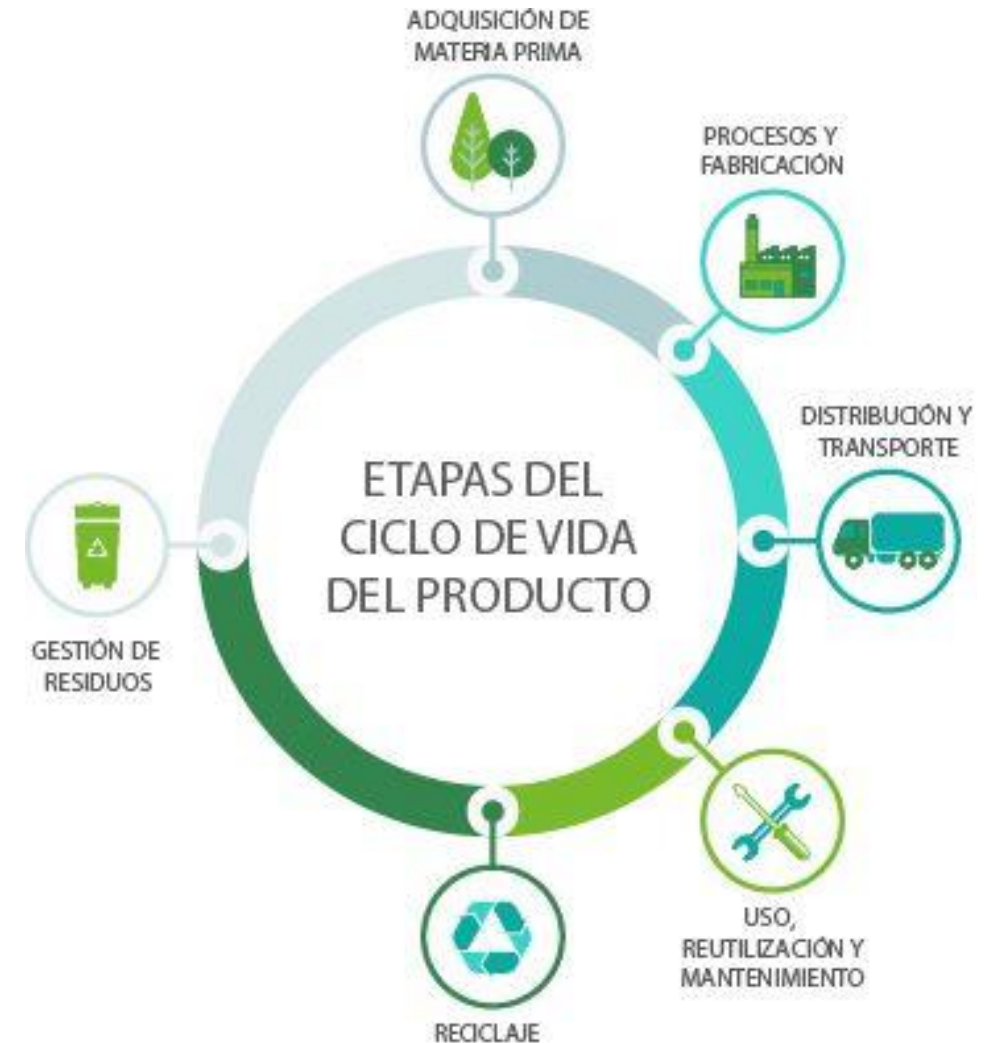 ADQUISICIÓN DE
MATERIA PRIMA
PROCESOS Y
FABRICACIÓN
DISTRIBUCIÓN Y
TRANSPORTE
ETAPAS DEL
CICLO DE VIDA
DEL PRODUCTO
GESTIÓN DE
RESIDUOS
USO,
REUTILIZACIÓN Y
MANTENIMIENTO
RECICLAJE